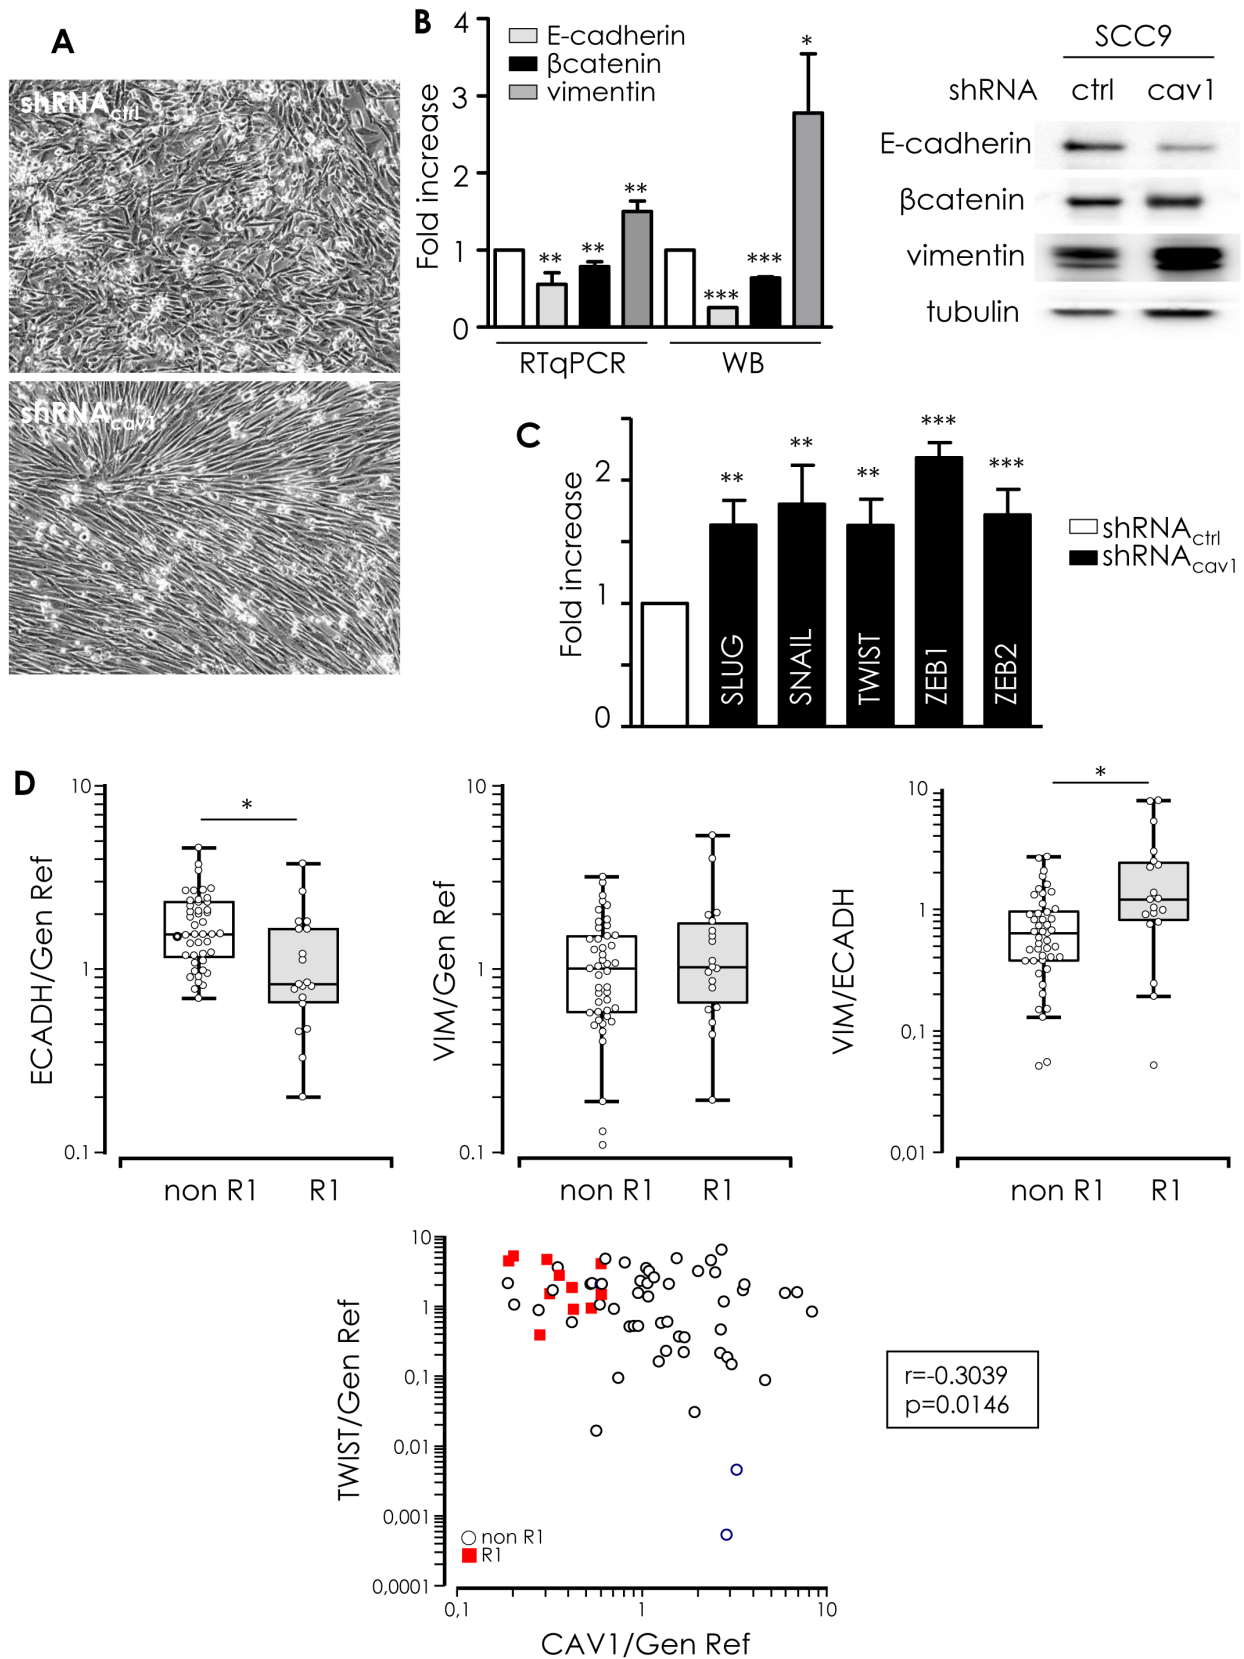 A
shRNActrl
shRNAcav1
B
4
3
2
1
0
Fold increase
E-cadherin
βcatenin
vimentin
** ** **
*** *** *
RTqPCR WB
SCC9
shRNA ctrl cav1
E-cadherin
βcatenin
vimentin
tubulin
C
2
1
0
Fold increase
** ** ** *** ***
SLUG
SNAIL
TWIST
ZEB1
ZEB2
shRNActrl
shRNAcav1
D
10
1
0.1
ECADH/Gen Ref
*
non R1 R1
10
1
0.1
VIM/Gen Ref
non R1 R1
10
1
0,1
0,01
VIM/ECADH
*
non R1 R1
10
1
0,1
0,01
0,001
0,0001
TWIST/Gen Ref
non R1
R1
0,1 1 10
CAV1/Gen Ref
r=-0.3039
p=0.0146